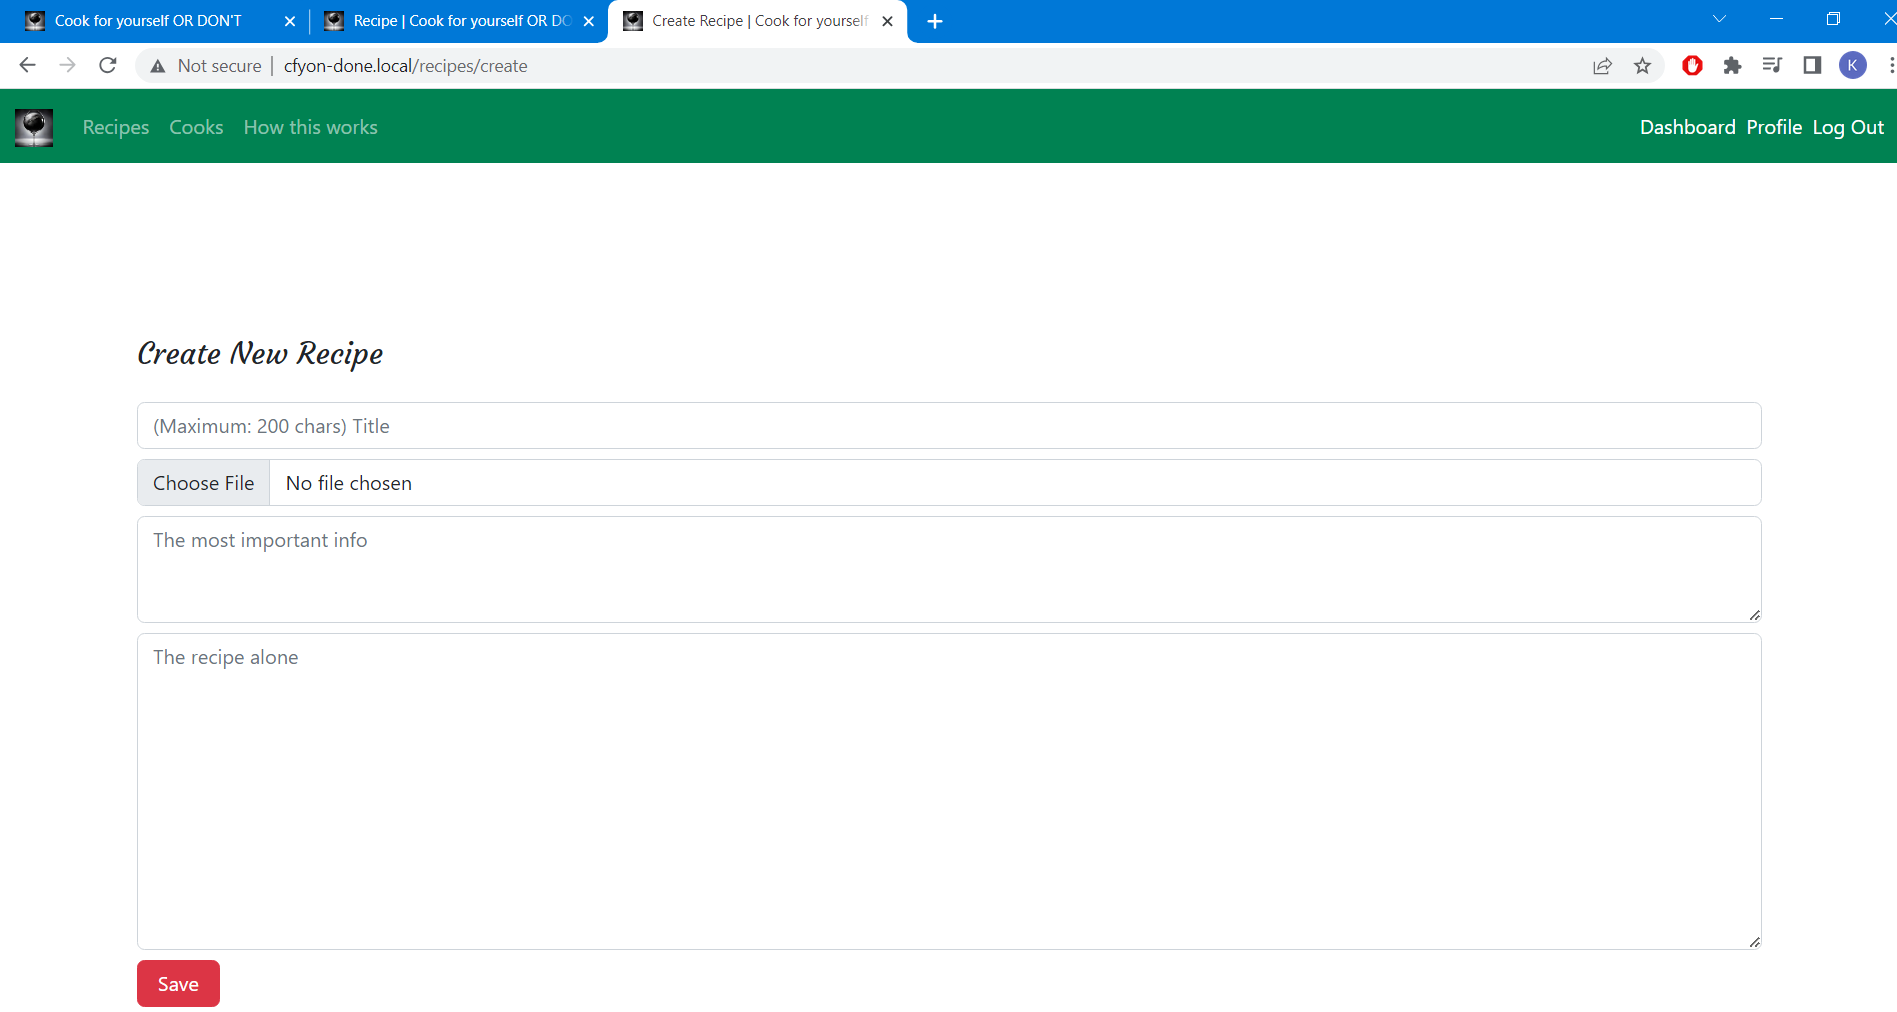 Cook for yourself OR DON'T
Recipe | Cook for yourself OR DO
Create Recipe | Cook for yourself
Not secure | cfyon-done.local/recipes/create
K
Recipes Cooks How this works Dashboard Profile Log Out
Create New Recipe
(Maximum: 200 chars) Title
Choose File No file chosen
The most important info
The recipe alone
Save